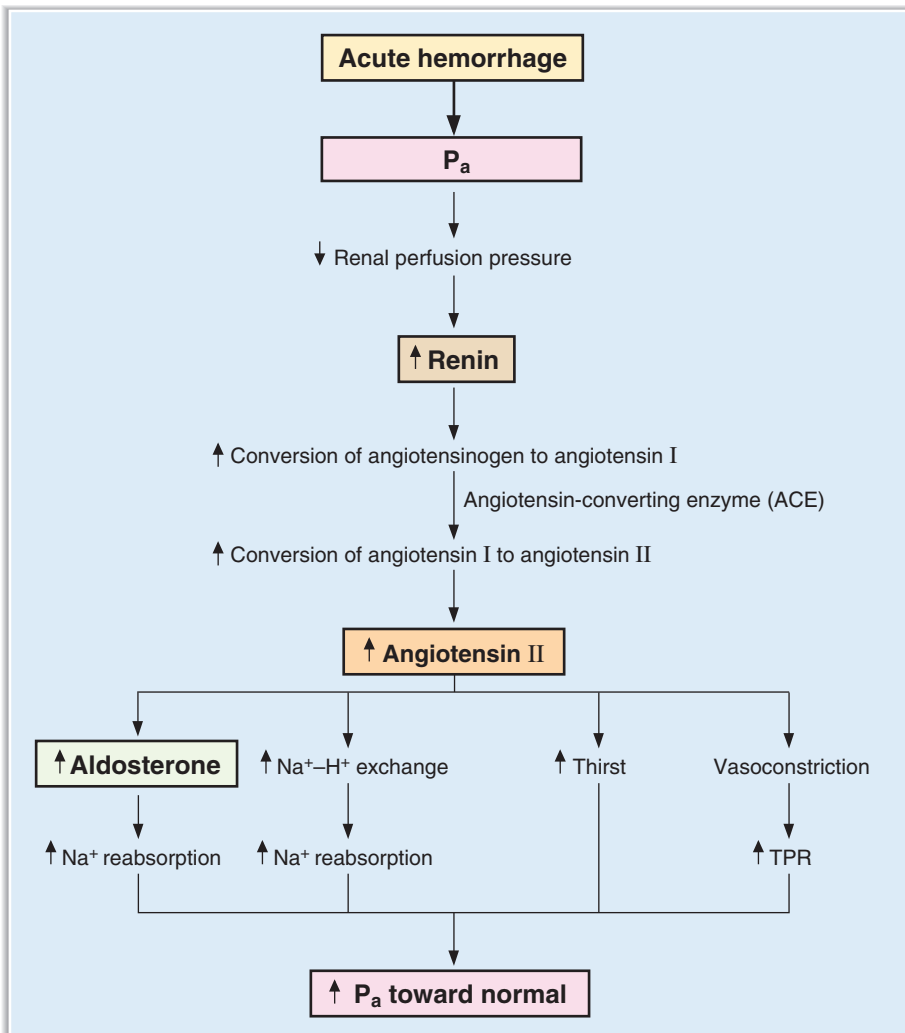 Acute hemorrhage
Pa
↓ Renal perfusion pressure
↑ Renin
↑ Conversion of angiotensinogen to angiotensin I
Angiotensin-converting enzyme (ACE)
↑ Conversion of angiotensin I to angiotensin II
↑ Angiotensin II
↑ Aldosterone
↑ Na⁺–H⁺ exchange
↑ Thirst
Vasoconstriction
↑ Na⁺ reabsorption
↑ Na⁺ reabsorption
↑ TPR
↑ Pa toward normal